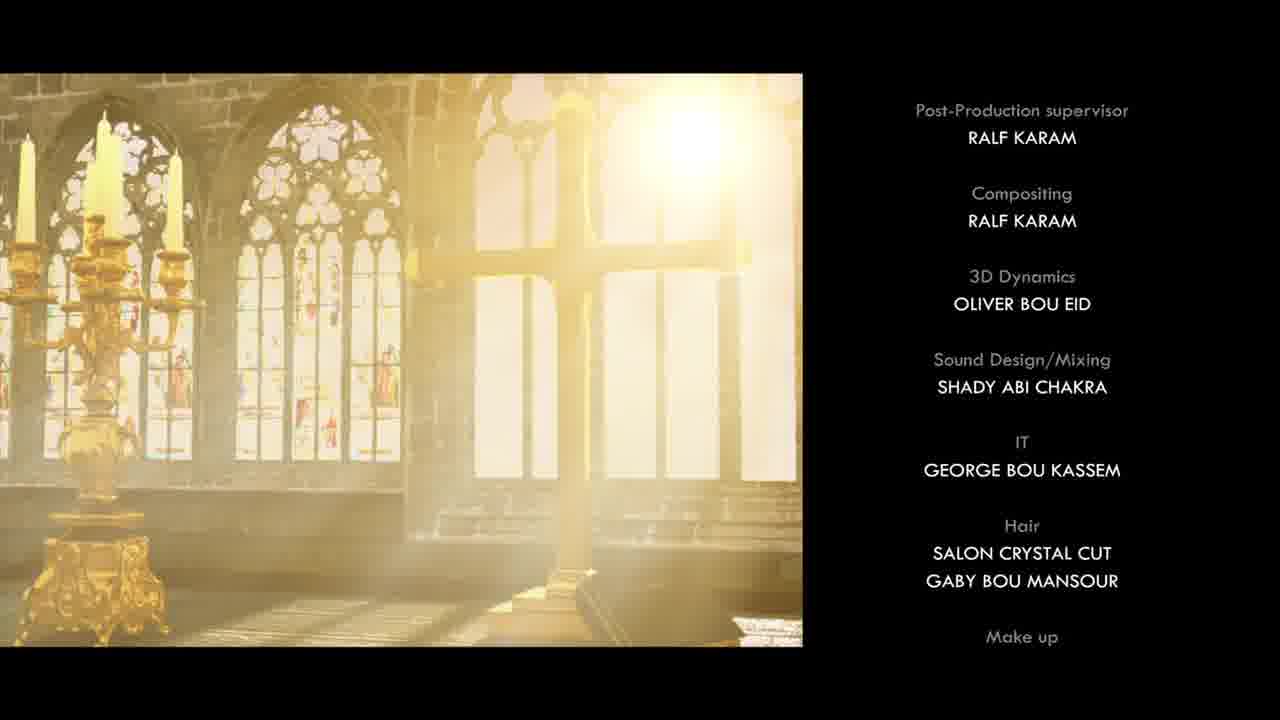 Post-Production supervisor
RALF KARAM
Compositing
RALF KARAM
3D Dynamics
OLIVER BOU EID
Sound Design/Mixing
SHADY ABI CHAKRA
IT
GEORGE BOU KASSEM
Hair
SALON CRYSTAL CUT
GABY BOU MANSOUR
Make up